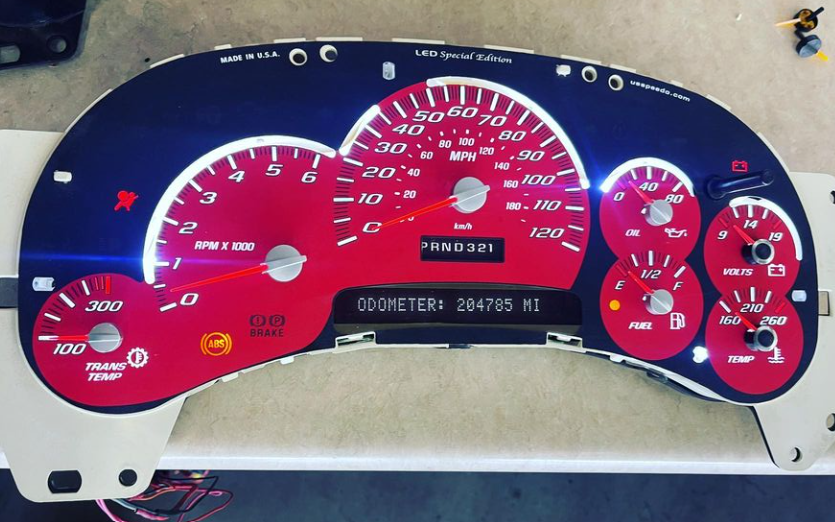 MADE IN U.S.A.
LED Special Edition
usspeedo.com
0 1 2 3 4 5 6
RPM X 1000
0 10 20 30 40 50 60 70 80 90 100 110 120
20 40 60 80 100 120 140 160 180
MPH
km/h
PRND321
ODOMETER: 204785 MI
100 300
TRANS
TEMP
ABS
! P
BRAKE
0 40 80
OIL
E 1/2 F
FUEL
9 14 19
VOLTS
160 210 260
TEMP